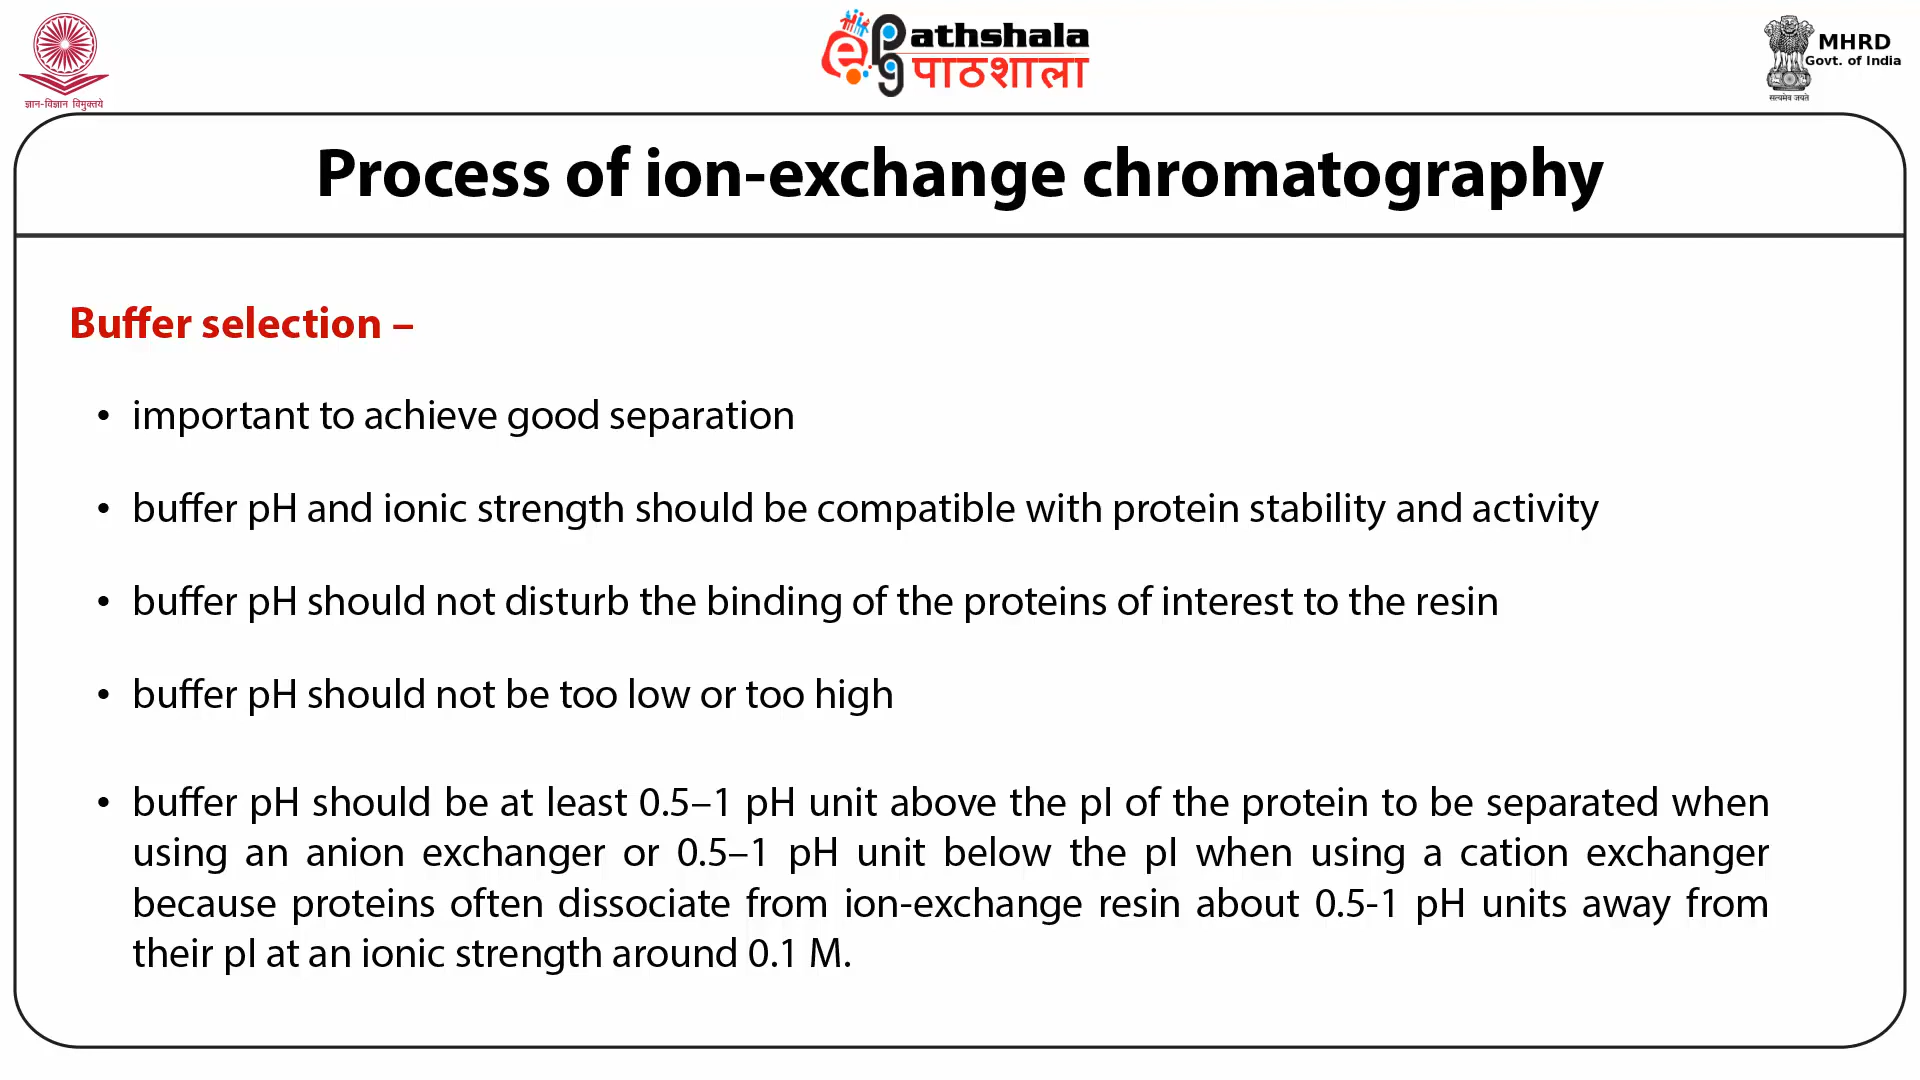 ज्ञान-विज्ञान विमुक्तये
ePathshala
पाठशाला
MHRD
Govt. of India
सत्यमेव जयते
Process of ion-exchange chromatography
Buffer selection –
• important to achieve good separation
• buffer pH and ionic strength should be compatible with protein stability and activity
• buffer pH should not disturb the binding of the proteins of interest to the resin
• buffer pH should not be too low or too high
• buffer pH should be at least 0.5–1 pH unit above the pI of the protein to be separated when
using an anion exchanger or 0.5–1 pH unit below the pI when using a cation exchanger
because proteins often dissociate from ion-exchange resin about 0.5-1 pH units away from
their pI at an ionic strength around 0.1 M.